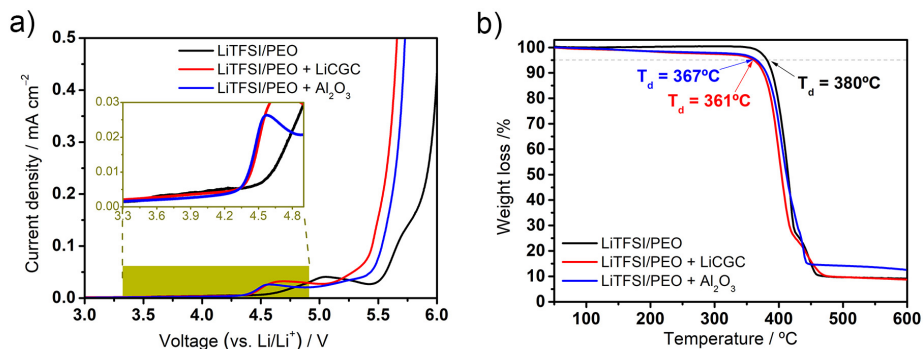 a)
0.5
0.4
0.3
0.2
0.1
0.0
3.0
3.5
4.0
4.5
5.0
5.5
6.0
Current density / mA cm⁻²
Voltage (vs. Li/Li⁺) / V
LiTFSI/PEO
LiTFSI/PEO + LiCGC
LiTFSI/PEO + Al₂O₃
0.03
0.02
0.01
0.00
3.3
3.6
3.9
4.2
4.5
4.8
b)
100
90
80
70
60
50
40
30
20
10
0
100
200
300
400
500
600
Weight loss /%
Temperature / ºC
T_d = 367ºC
T_d = 361ºC
T_d = 380ºC
LiTFSI/PEO
LiTFSI/PEO + LiCGC
LiTFSI/PEO + Al₂O₃